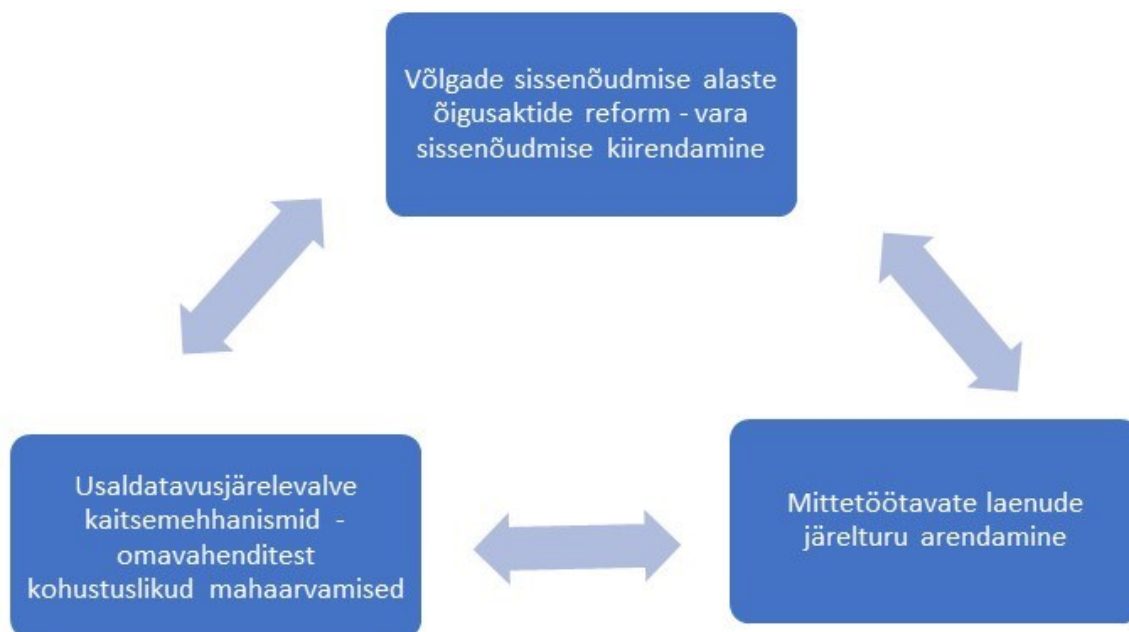 Võlgade sissenõudmise alaste
õigusaktide reform - vara
sissenõudmise kiirendamine
Usaldatavusjärelevalve
kaitsemehhanismid -
omavahenditest
kohustuslikud mahaarvamised
Mittetöötavate laenude
järelturu arendamine